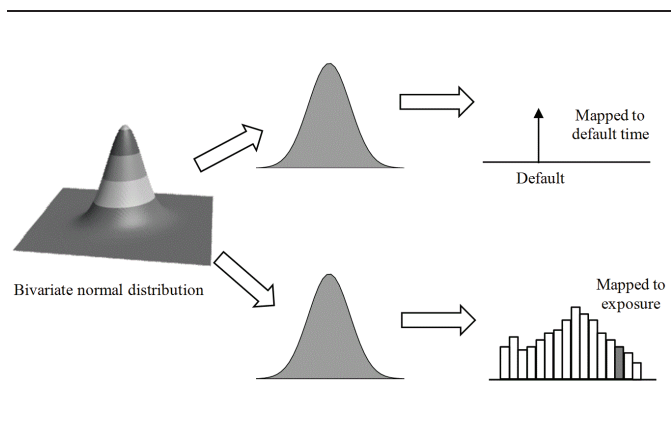 Mapped to
default time
Default
Bivariate normal distribution
Mapped to
exposure